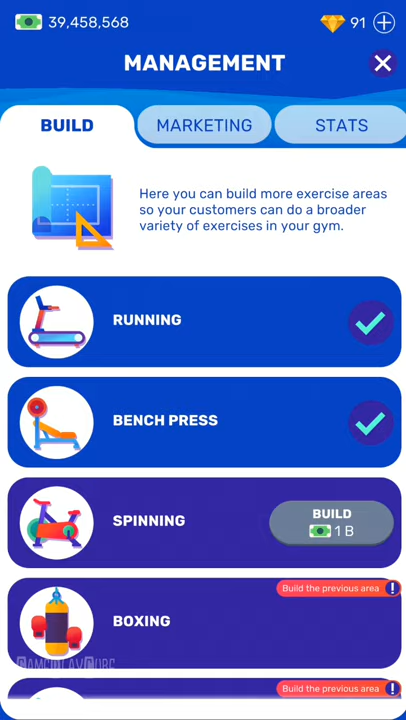 39,458,568
91
MANAGEMENT
BUILD
MARKETING
STATS
Here you can build more exercise areas
so your customers can do a broader
variety of exercises in your gym.
RUNNING
BENCH PRESS
SPINNING
BUILD
1 B
Build the previous area !
BOXING
Build the previous area !